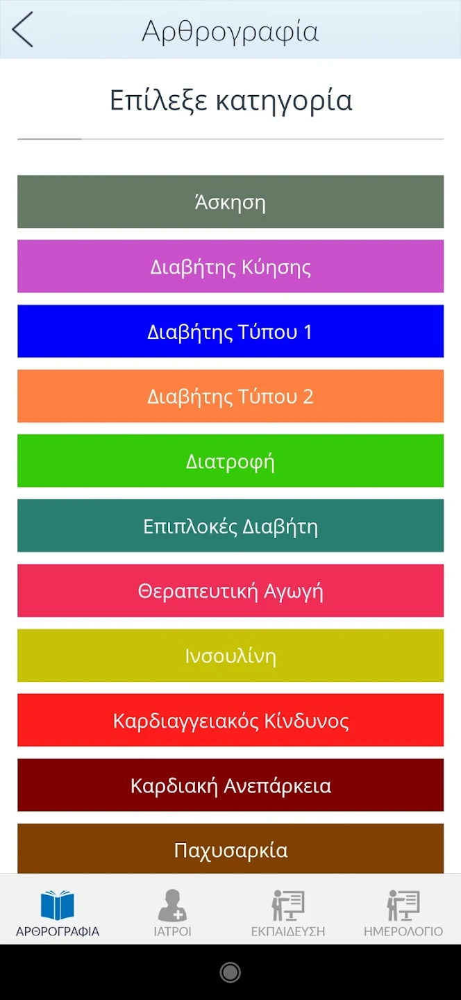 Αρθρογραφία
Επίλεξε κατηγορία
Άσκηση
Διαβήτης Κύησης
Διαβήτης Τύπου 1
Διαβήτης Τύπου 2
Διατροφή
Επιπλοκές Διαβήτη
Θεραπευτική Αγωγή
Ινσουλίνη
Καρδιαγγειακός Κίνδυνος
Καρδιακή Ανεπάρκεια
Παχυσαρκία
ΑΡΘΡΟΓΡΑΦΙΑ ΙΑΤΡΟΙ ΕΚΠΑΙΔΕΥΣΗ ΗΜΕΡΟΛΟΓΙΟ